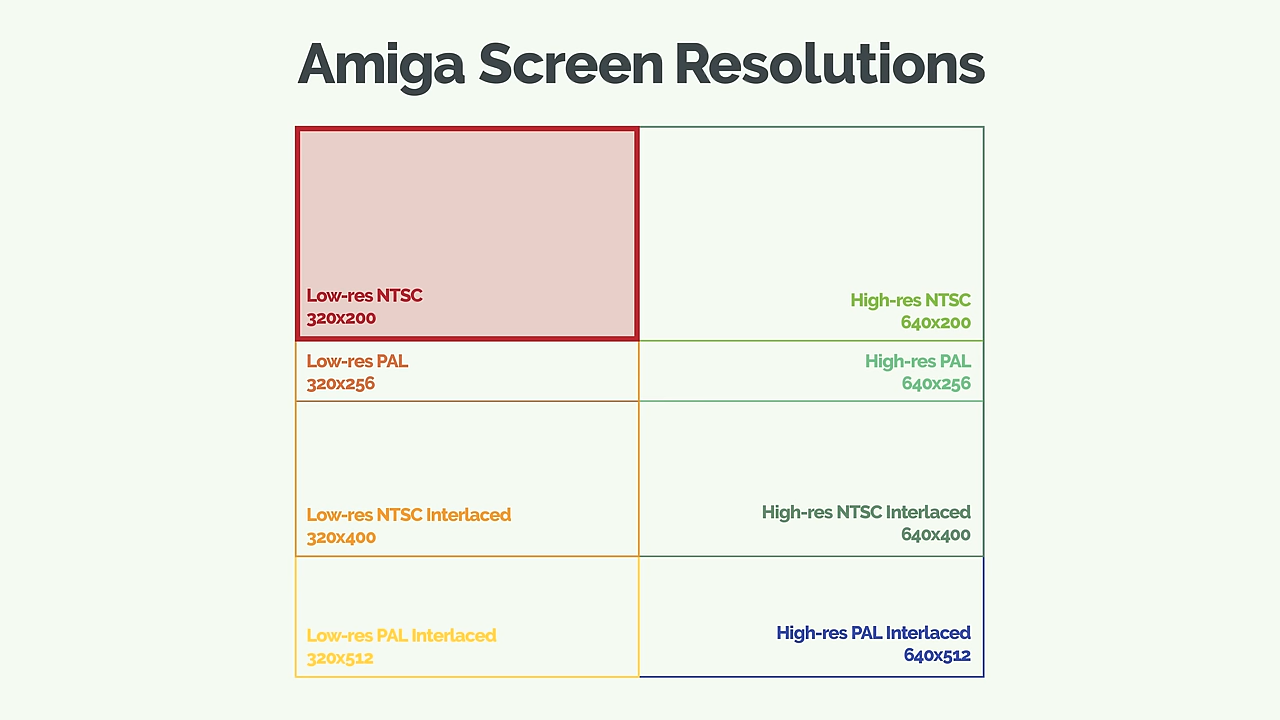 Amiga Screen Resolutions
Low-res NTSC
320x200
High-res NTSC
640x200
Low-res PAL
320x256
High-res PAL
640x256
Low-res NTSC Interlaced
320x400
High-res NTSC Interlaced
640x400
Low-res PAL Interlaced
320x512
High-res PAL Interlaced
640x512